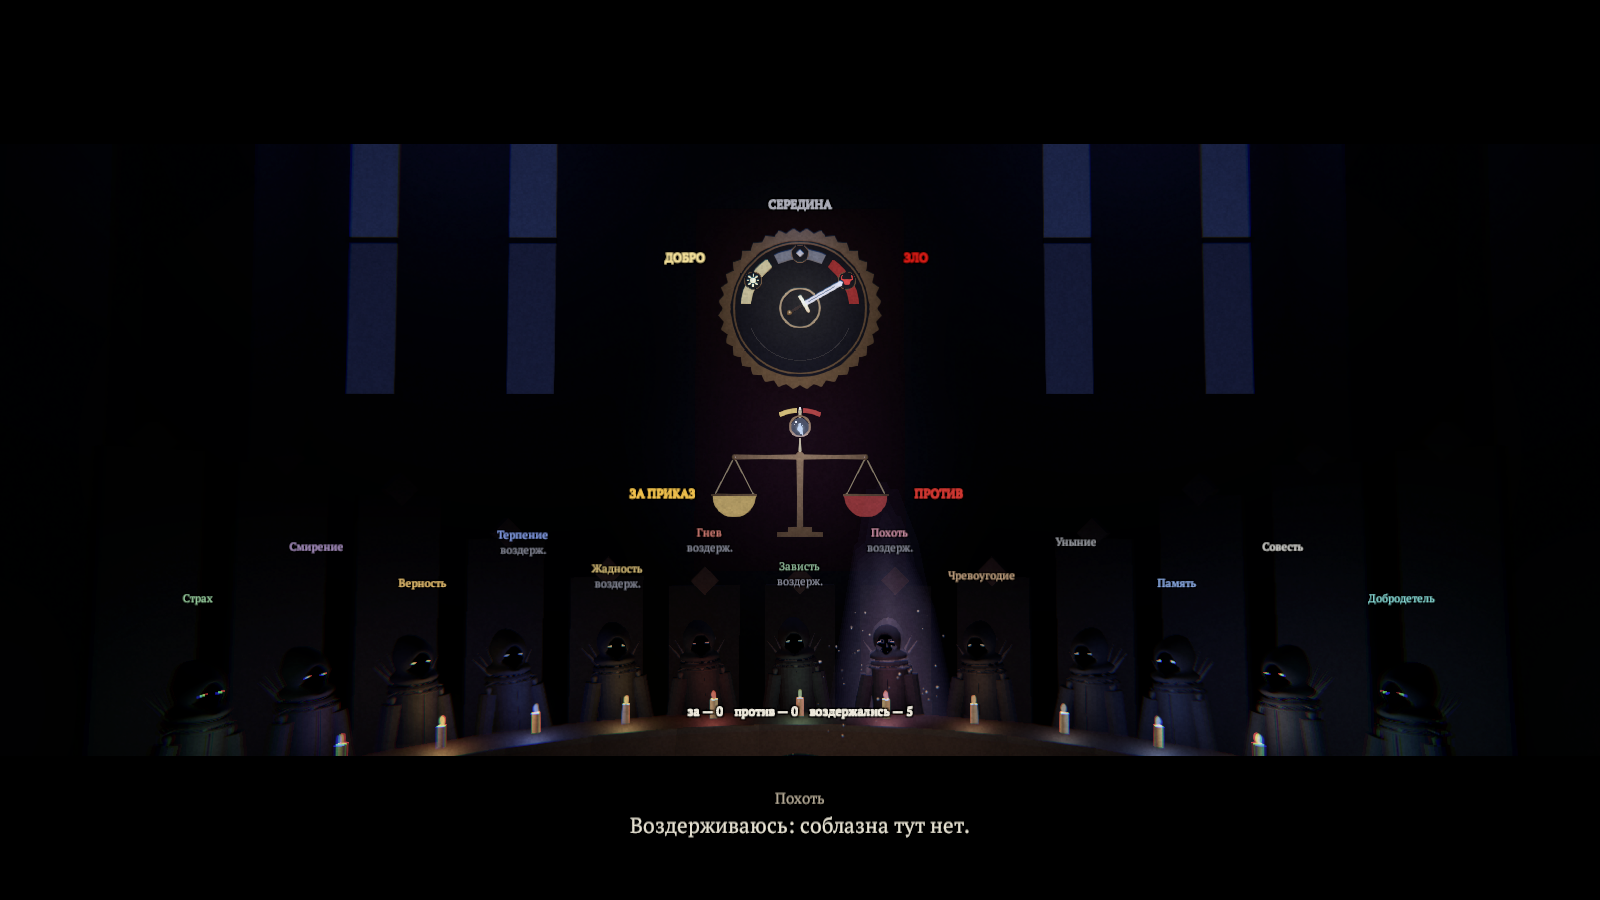 СЕРЕДИНА
ДОБРО
ЗЛО
ЗА ПРИКАЗ
ПРОТИВ
Терпение
воздерж.
Гнев
воздерж.
Похоть
воздерж.
Уныние
Смирение
Совесть
Жадность
воздерж.
Зависть
воздерж.
Чревоугодие
Верность
Память
Страх
Добродетель
за — 0 против — 0 воздержались — 5
Похоть
Воздерживаюсь: соблазна тут нет.